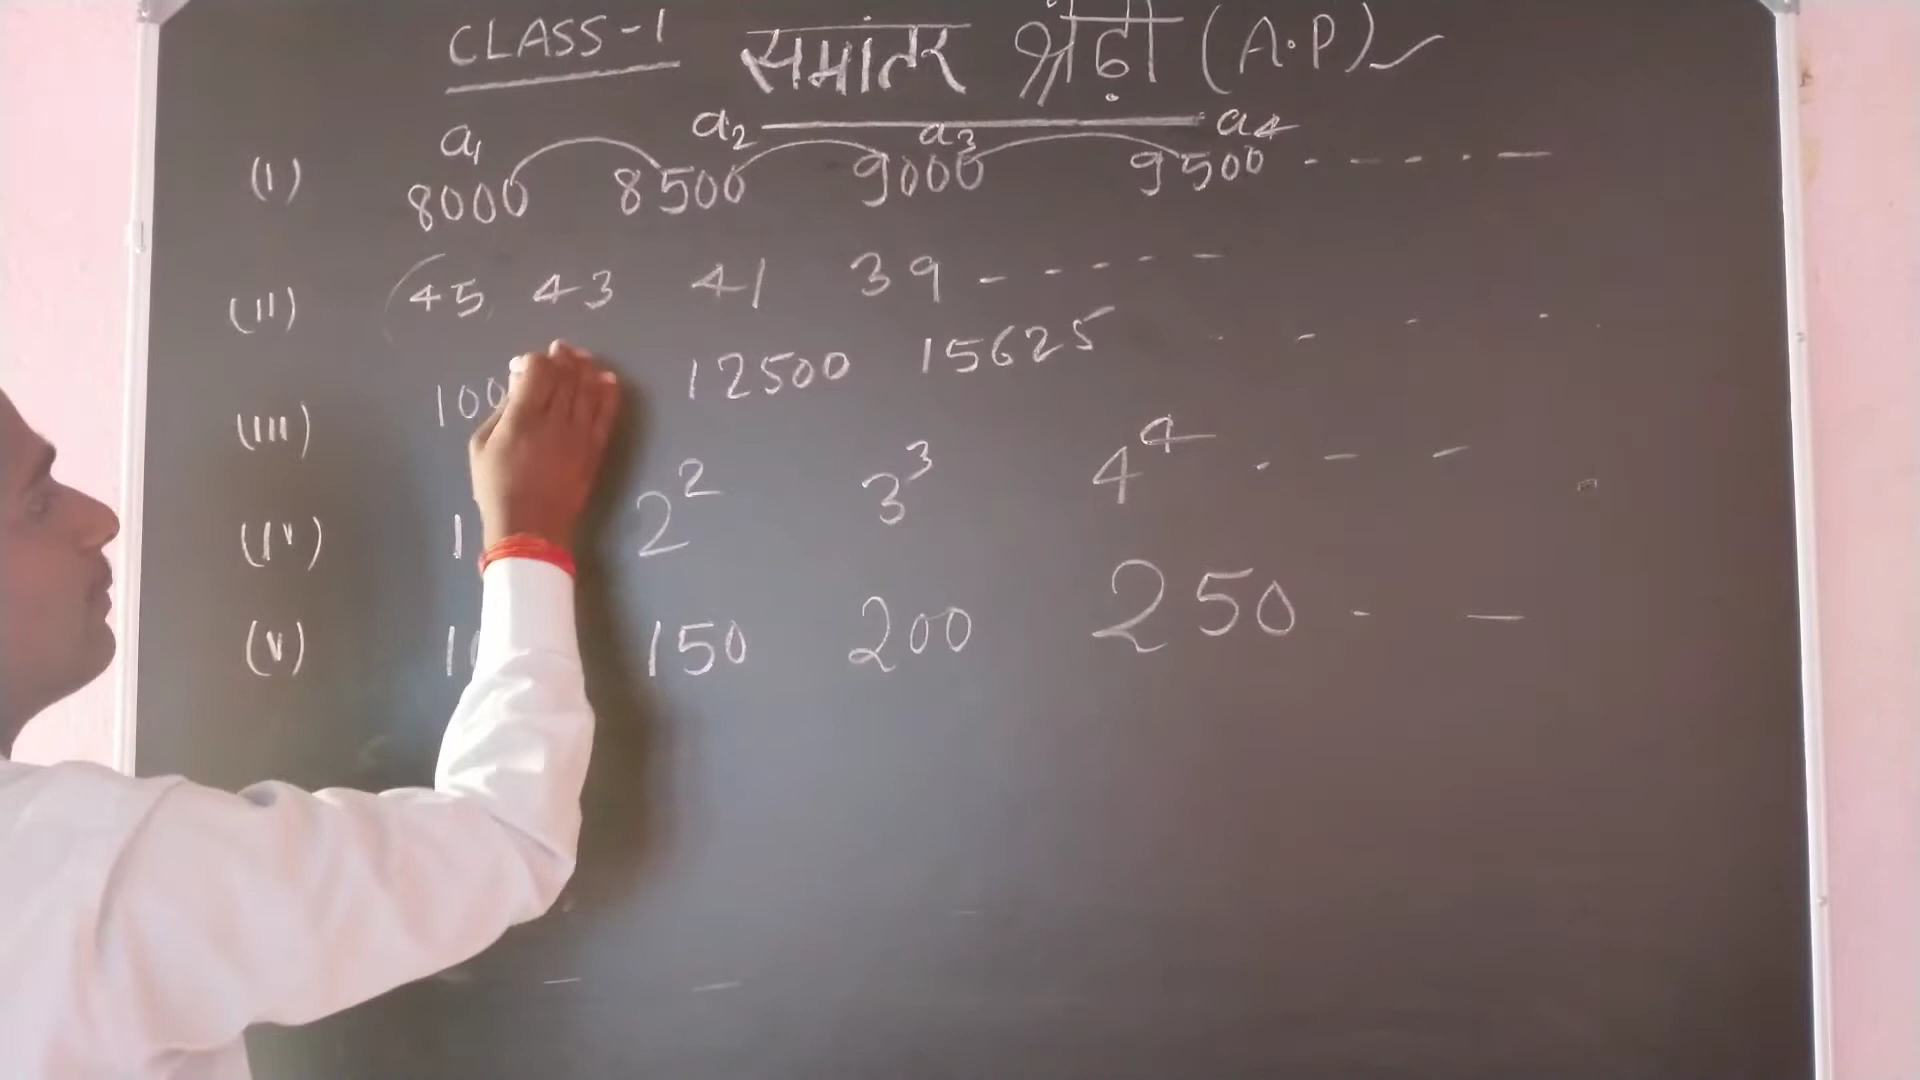 CLASS-1 समांतर श्रेढ़ी (A.P)
a1 a2 a3 a4
(I) 8000 8500 9000 9500 - - - - -
(II) 45, 43 41 39 - - - - -
(III) 12500 15625 - - - -
(IV) 1 2² 3³ 4⁴ - - -
(V) 150 200 250 - -